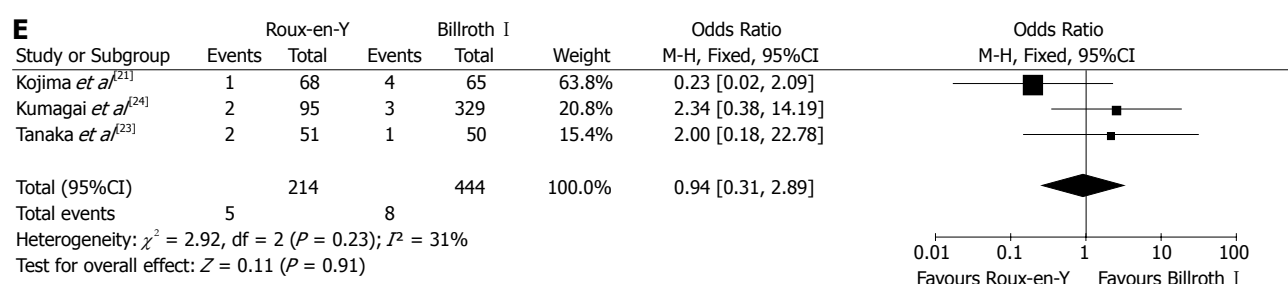 E
Roux-en-Y Billroth I Odds Ratio Odds Ratio
Study or Subgroup Events Total Events Total Weight M-H, Fixed, 95%CI M-H, Fixed, 95%CI
Kojima et al[21] 1 68 4 65 63.8% 0.23 [0.02, 2.09]
Kumagai et al[24] 2 95 3 329 20.8% 2.34 [0.38, 14.19]
Tanaka et al[23] 2 51 1 50 15.4% 2.00 [0.18, 22.78]
Total (95%CI) 214 444 100.0% 0.94 [0.31, 2.89]
Total events 5 8
Heterogeneity: χ² = 2.92, df = 2 (P = 0.23); I² = 31%
Test for overall effect: Z = 0.11 (P = 0.91)
0.01 0.1 1 10 100
Favours Roux-en-Y Favours Billroth I